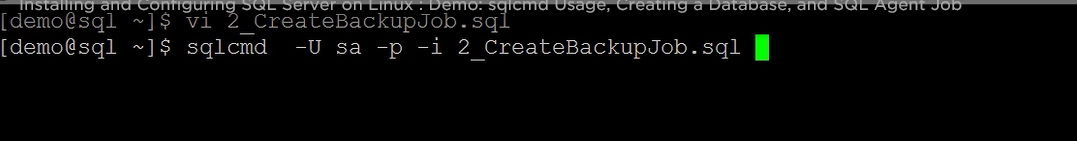 Installing and Configuring SQL Server on Linux : Demo: sqlcmd Usage, Creating a Database, and SQL Agent Job
[demo@sql ~]$ vi 2_CreateBackupJob.sql
[demo@sql ~]$ sqlcmd  -U sa -p -i 2_CreateBackupJob.sql